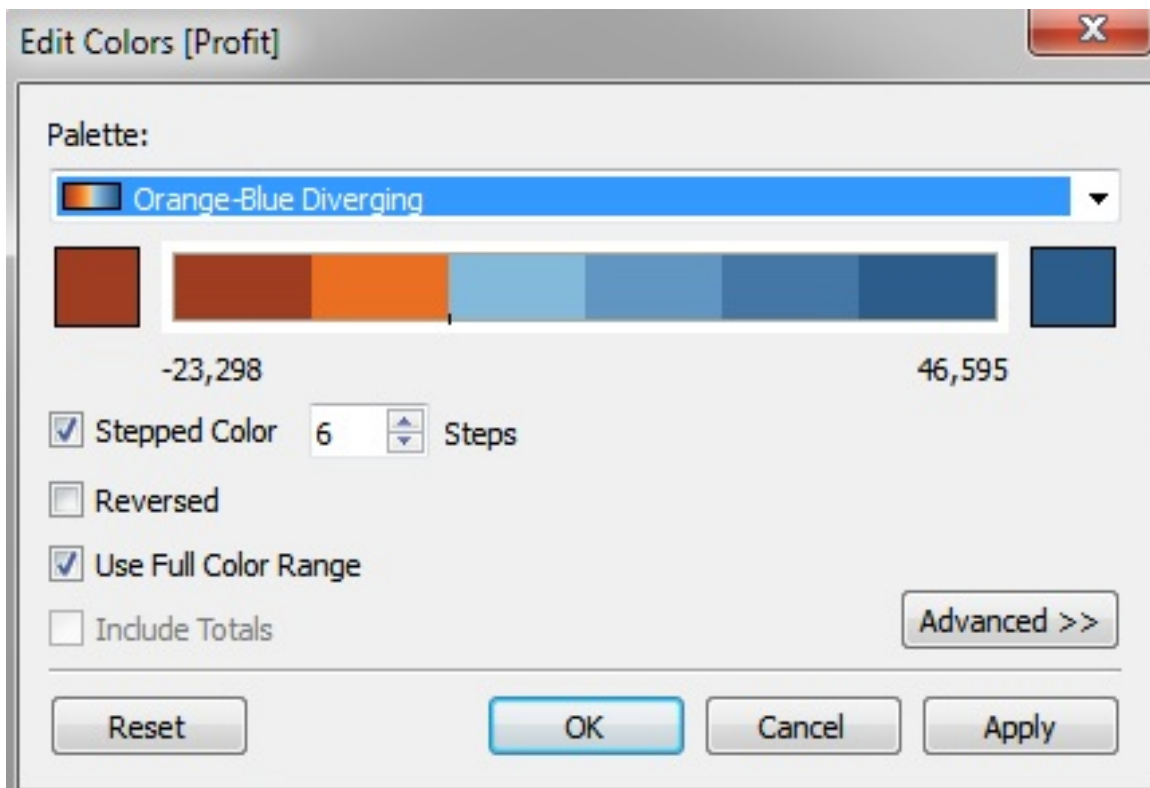 Edit Colors [Profit]
X
Palette:
Orange-Blue Diverging
-23,298 46,595
Stepped Color 6 Steps
Reversed
Use Full Color Range
Include Totals
Advanced >>
Reset OK Cancel Apply